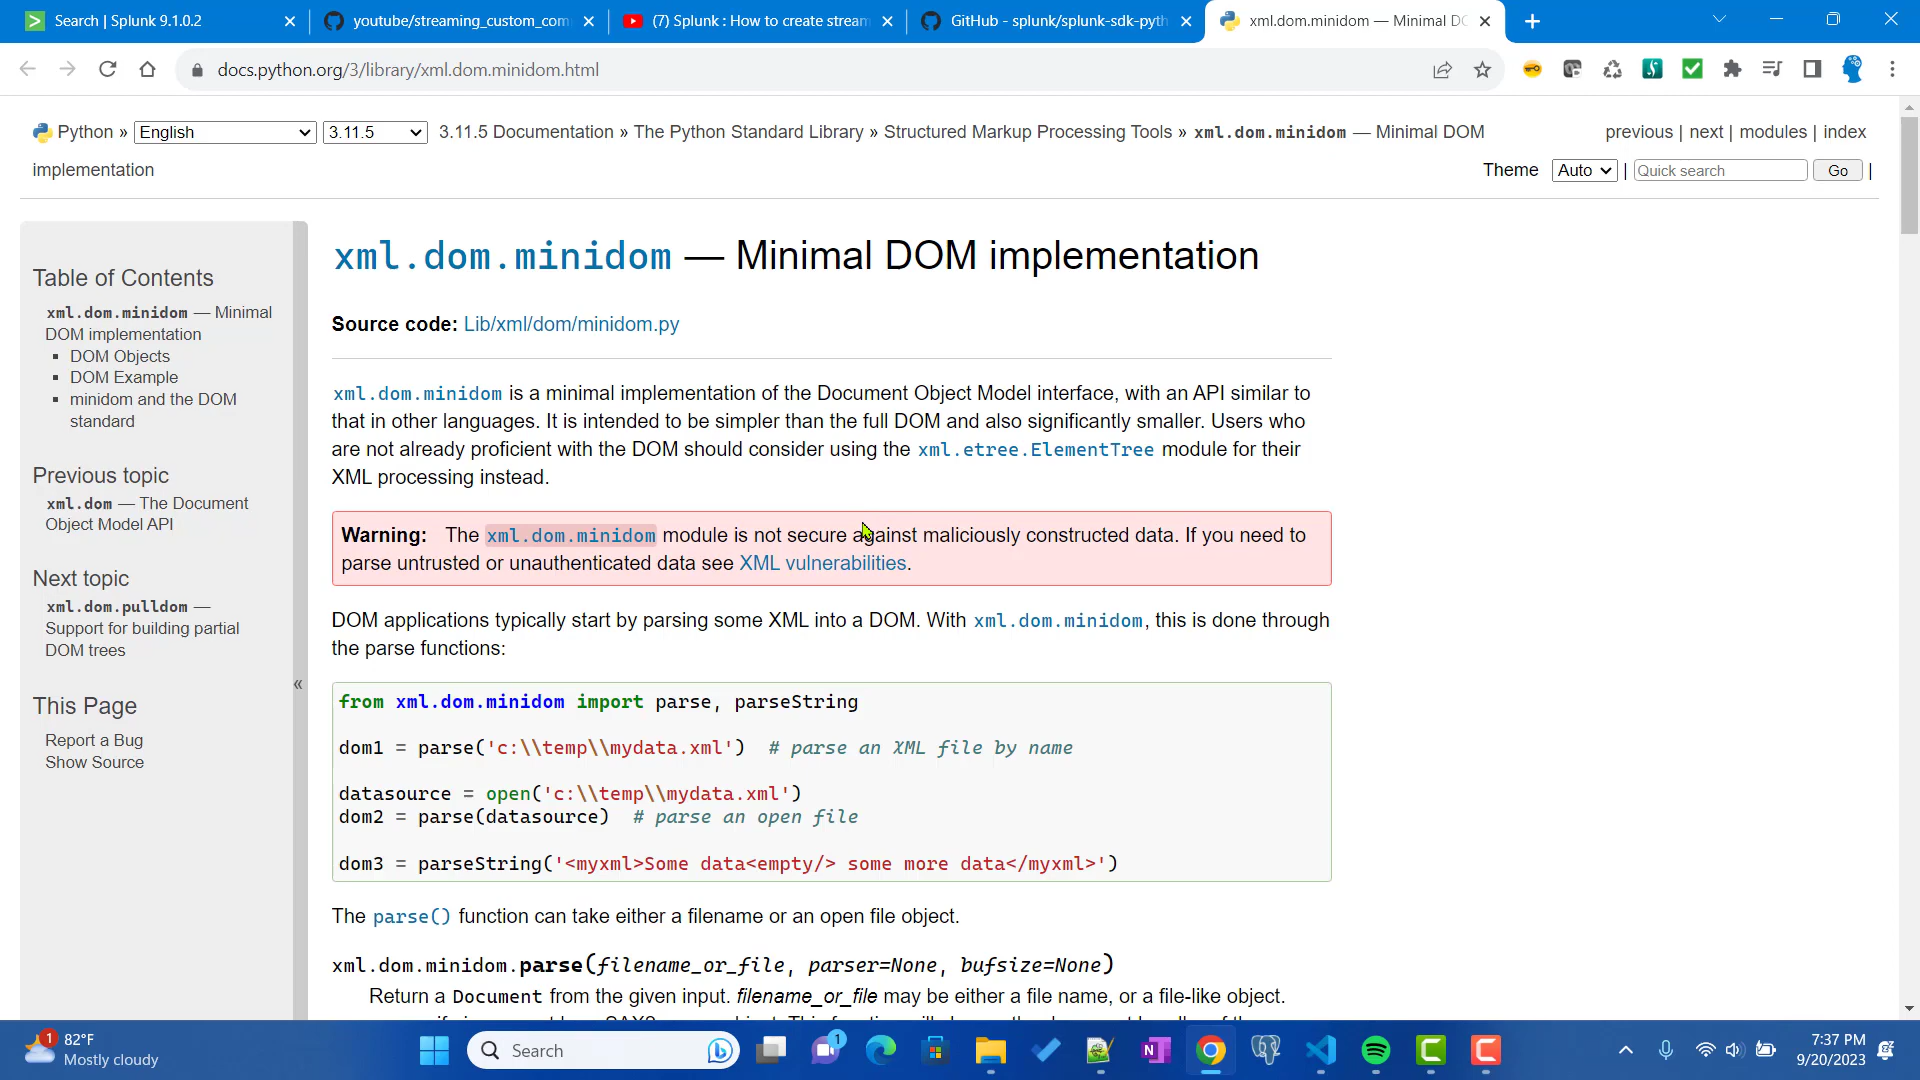 Search | Splunk 9.1.0.2
youtube/streaming_custom_com
(7) Splunk : How to create stream
GitHub - splunk/splunk-sdk-pyth
xml.dom.minidom — Minimal DO
docs.python.org/3/library/xml.dom.minidom.html
Python » English 3.11.5 3.11.5 Documentation » The Python Standard Library » Structured Markup Processing Tools » xml.dom.minidom — Minimal DOM implementation
previous | next | modules | index
Theme Auto | Quick search Go |
Table of Contents
xml.dom.minidom — Minimal
DOM implementation
▪ DOM Objects
▪ DOM Example
▪ minidom and the DOM
standard
Previous topic
xml.dom — The Document
Object Model API
Next topic
xml.dom.pulldom —
Support for building partial
DOM trees
This Page
Report a Bug
Show Source
«
xml.dom.minidom — Minimal DOM implementation
Source code: Lib/xml/dom/minidom.py
xml.dom.minidom is a minimal implementation of the Document Object Model interface, with an API similar to
that in other languages. It is intended to be simpler than the full DOM and also significantly smaller. Users who
are not already proficient with the DOM should consider using the xml.etree.ElementTree module for their
XML processing instead.
Warning: The xml.dom.minidom module is not secure against maliciously constructed data. If you need to
parse untrusted or unauthenticated data see XML vulnerabilities.
DOM applications typically start by parsing some XML into a DOM. With xml.dom.minidom, this is done through
the parse functions:
from xml.dom.minidom import parse, parseString
dom1 = parse('c:\\temp\\mydata.xml')  # parse an XML file by name
datasource = open('c:\\temp\\mydata.xml')
dom2 = parse(datasource)  # parse an open file
dom3 = parseString('<myxml>Some data<empty/> some more data</myxml>')
The parse() function can take either a filename or an open file object.
xml.dom.minidom.parse(filename_or_file, parser=None, bufsize=None)
Return a Document from the given input. filename_or_file may be either a file name, or a file-like object.
1
82°F
Mostly cloudy
Search
1
7:37 PM
9/20/2023